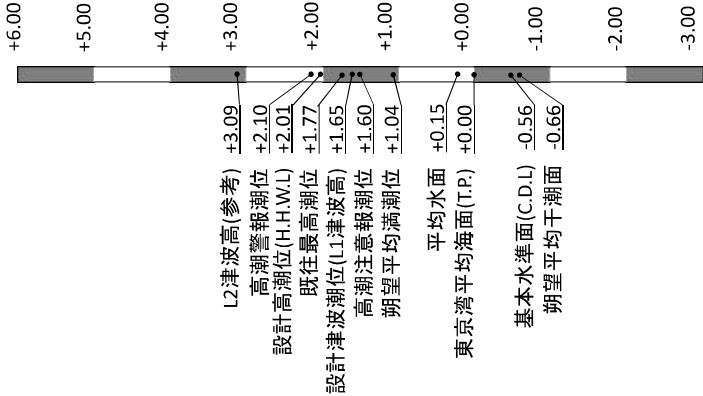 +6.00
+5.00
+4.00
+3.00
+2.00
+1.00
+0.00
-1.00
-2.00
-3.00
L2津波高(参考) +3.09
高潮警報潮位 +2.10
設計高潮位(H.H.W.L) +2.01
既往最高潮位 +1.77
設計津波潮位(L1津波高) +1.65
高潮注意報潮位 +1.60
朔望平均満潮位 +1.04
平均水面 +0.15
東京湾平均海面(T.P.) +0.00
基本水準面(C.D.L) -0.56
朔望平均干潮面 -0.66